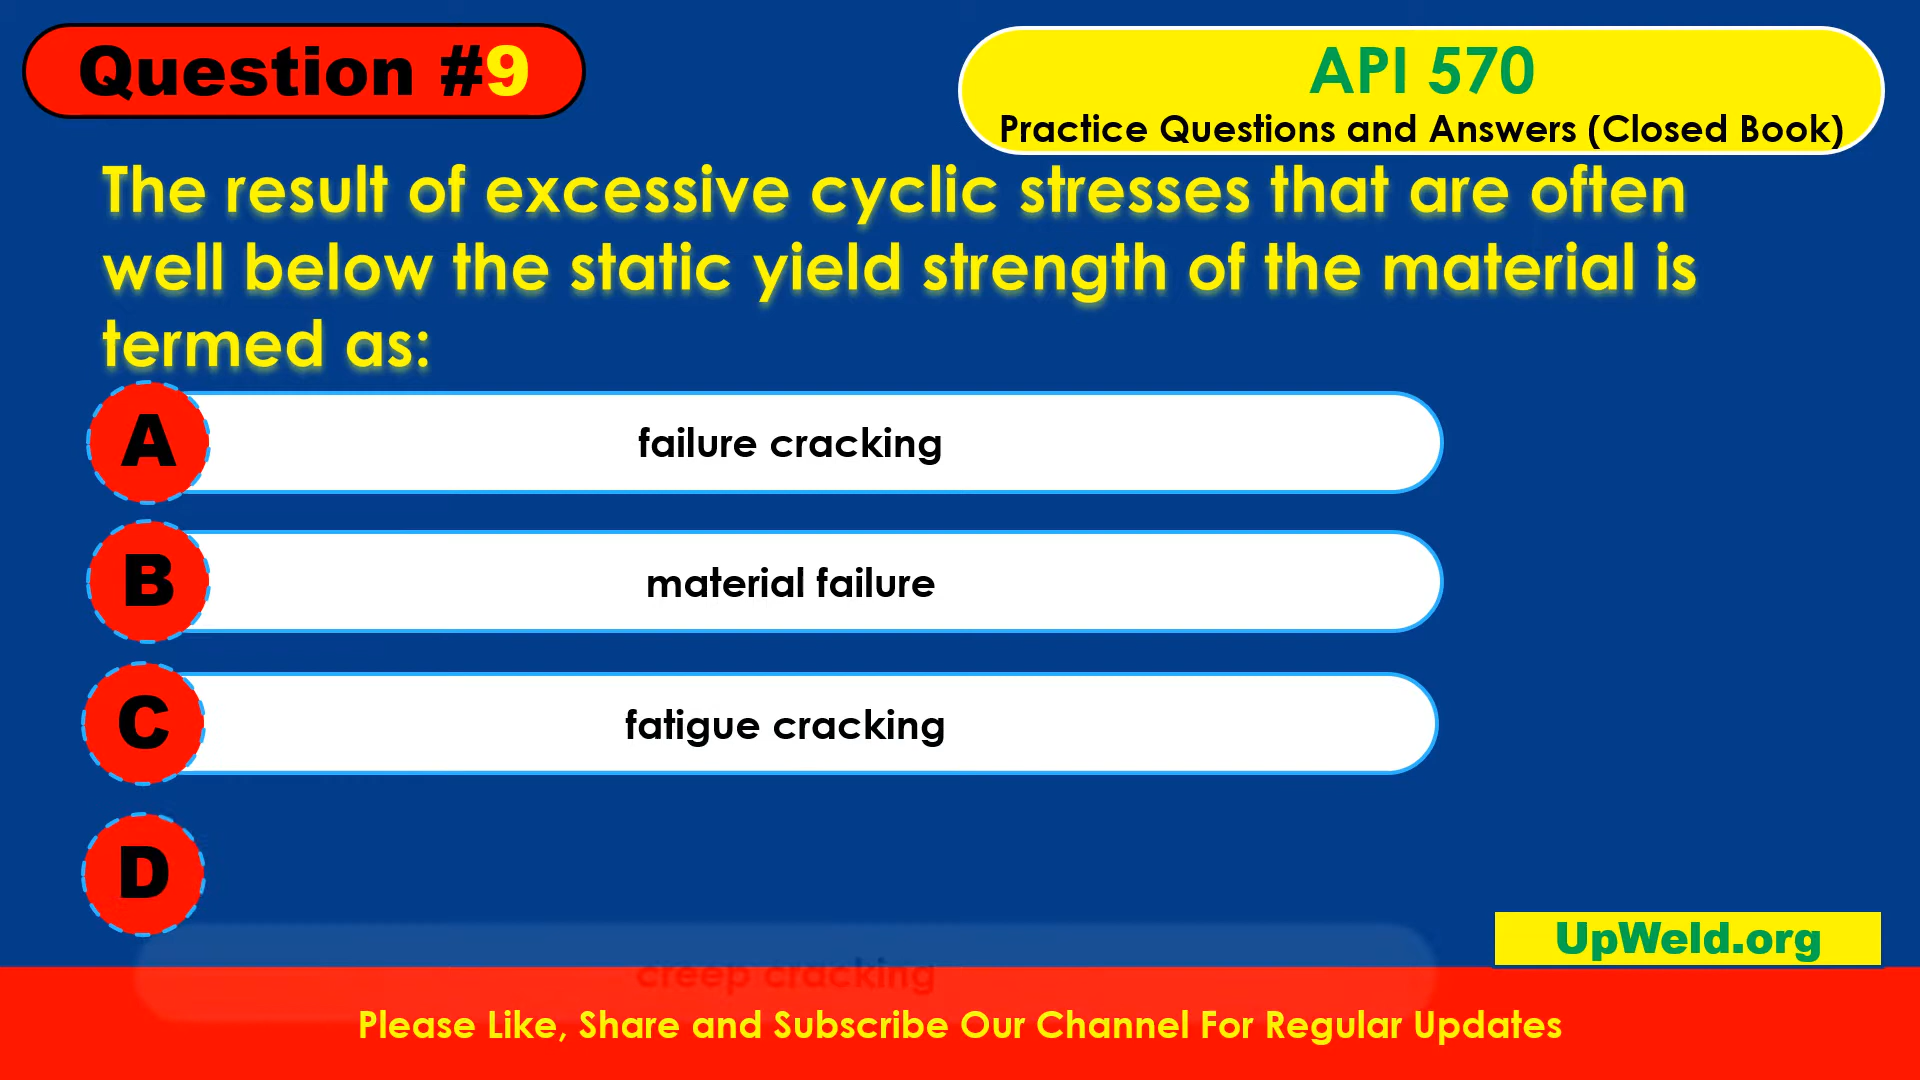 Question #9
API 570
Practice Questions and Answers (Closed Book)
The result of excessive cyclic stresses that are often
well below the static yield strength of the material is
termed as:
A failure cracking
B material failure
C fatigue cracking
D
creep cracking
UpWeld.org
Please Like, Share and Subscribe Our Channel For Regular Updates